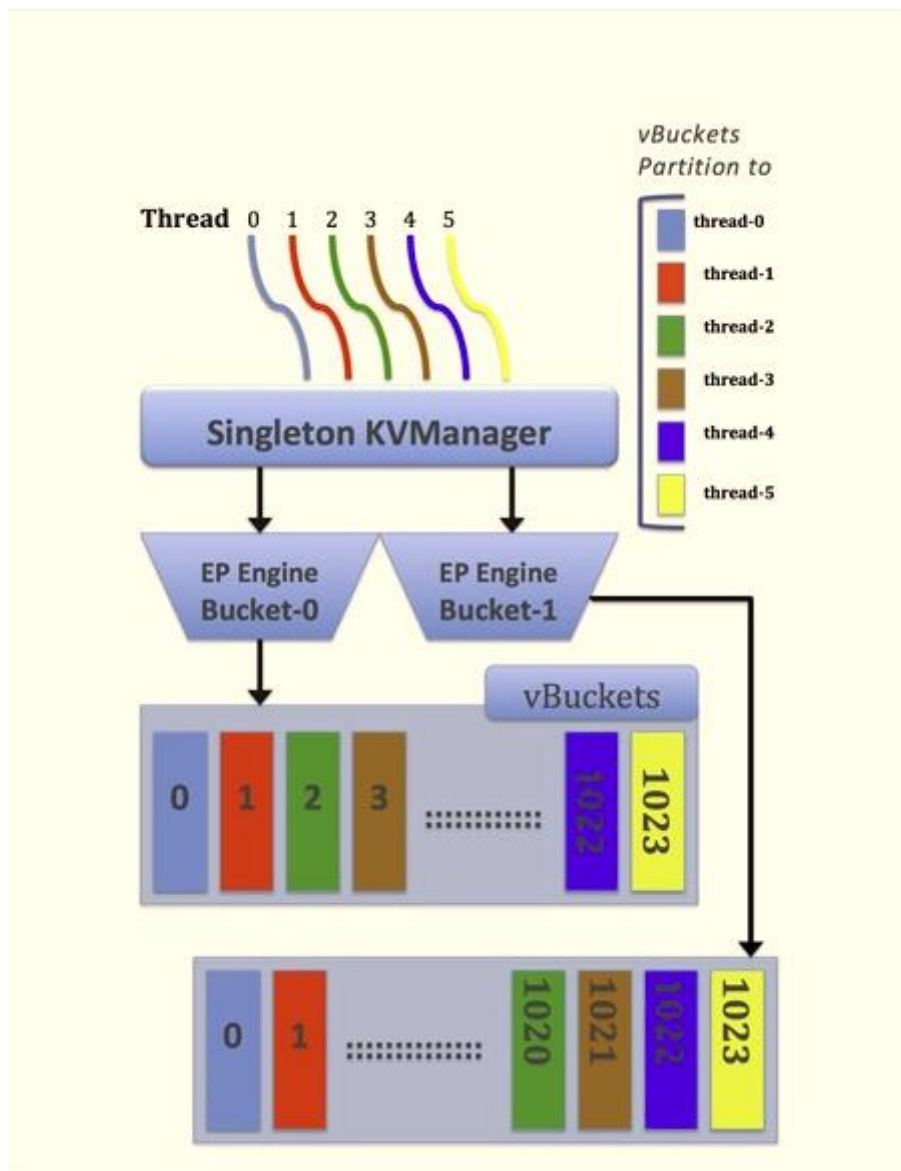 vBuckets
Partition to
Thread 0 1 2 3 4 5
thread-0
thread-1
thread-2
thread-3
thread-4
thread-5
Singleton KVManager
EP Engine
Bucket-0
EP Engine
Bucket-1
vBuckets
0 1 2 3 1022 1023
0 1 1020 1021 1022 1023